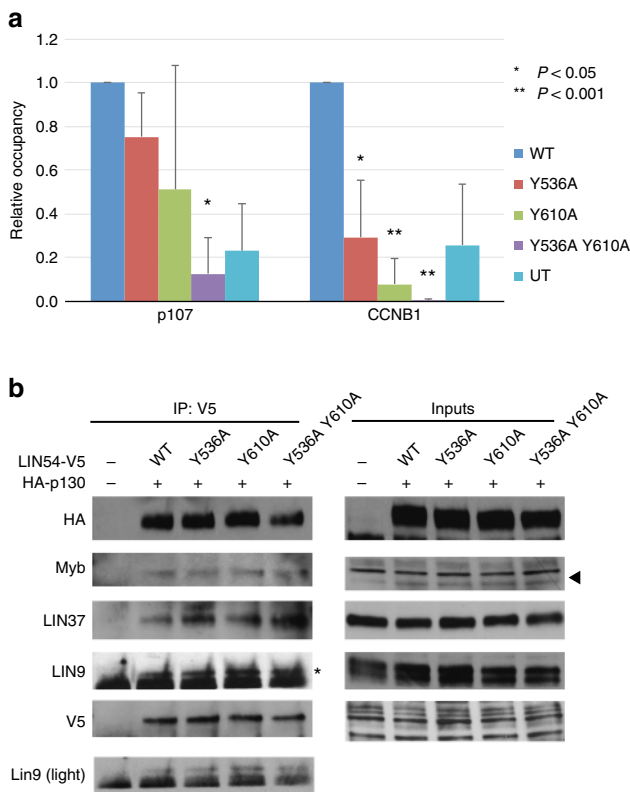 a
1.2
1.0
0.8
0.6
0.4
0.2
0.0
Relative occupancy
*
*
**
**
p107
CCNB1
* P < 0.05
** P < 0.001
WT
Y536A
Y610A
Y536A Y610A
UT
b
IP: V5
Inputs
LIN54-V5 – WT Y536A Y610A Y536A Y610A – WT Y536A Y610A Y536A Y610A
HA-p130 – + + + + – + + + +
HA
Myb
LIN37
LIN9 *
V5
Lin9 (light)